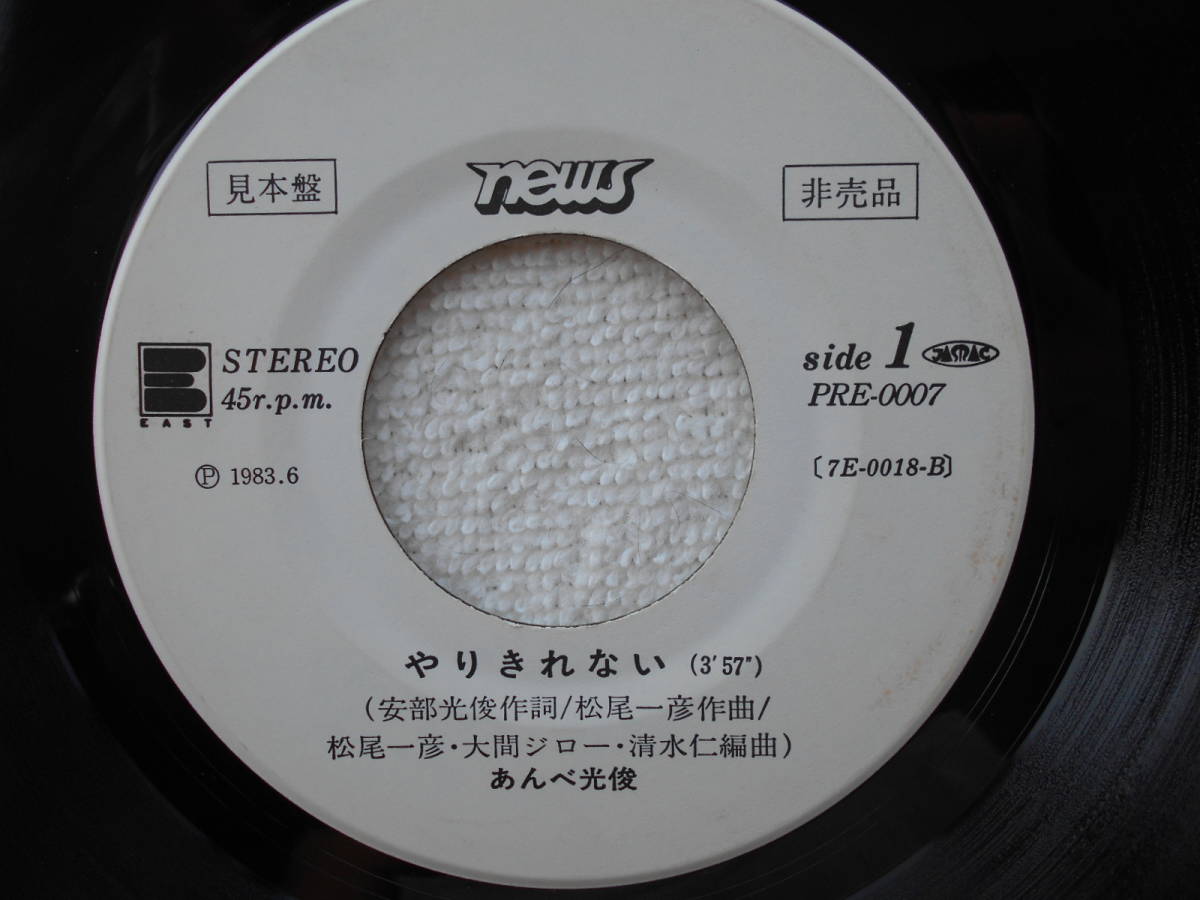 見本盤
news
非売品
STEREO
45r.p.m.
EAST
Ⓟ 1983.6
side 1 JASRAC
PRE-0007
〔7E-0018-B〕
やりきれない (3'57")
(安部光俊作詞/松尾一彦作曲/
松尾一彦・大間ジロー・清水仁編曲)
あんべ光俊